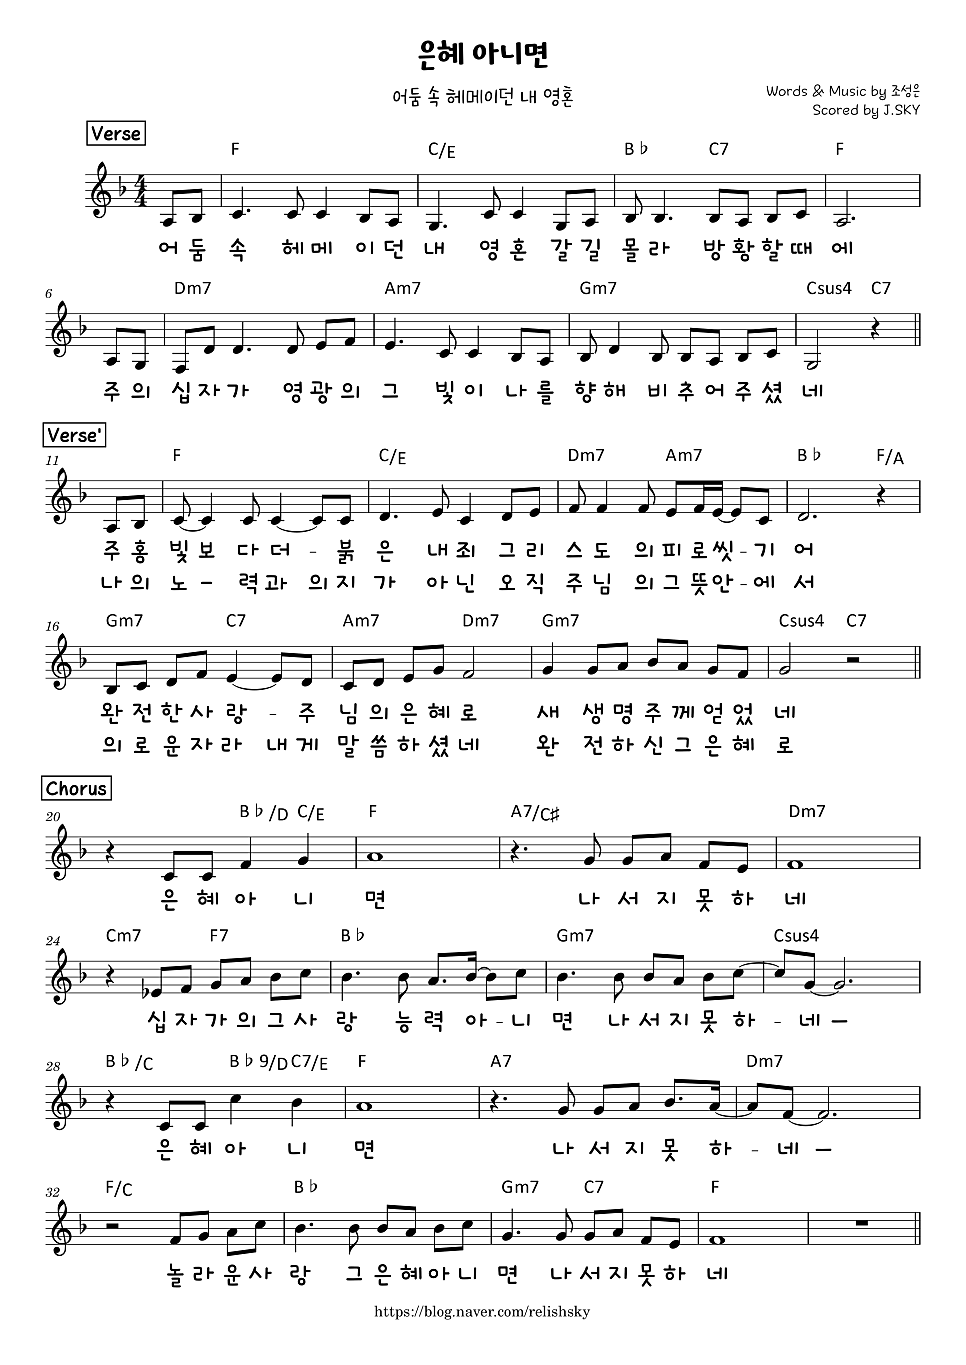 은혜 아니면
어둠 속 헤메이던 내 영혼
Words & Music by 조성은
Scored by J.SKY
Verse
F C/E B♭ C7 F
4/4
어 둠 속 헤 메 이 던 내 영 혼 갈 길 몰 라 방 황 할 때 에
6 Dm7 Am7 Gm7 Csus4 C7
주 의 십 자 가 영 광 의 그 빛 이 나 를 향 해 비 추 어 주 셨 네
Verse'
11 F C/E Dm7 Am7 B♭ F/A
주 홍 빛 보 다 더 - 붉 은 내 죄 그 리 스 도 의 피 로 씻 - 기 어
나 의 노 - 력 과 의 지 가 아 닌 오 직 주 님 의 그 뜻 안 - 에 서
16 Gm7 C7 Am7 Dm7 Gm7 Csus4 C7
완 전 한 사 랑 - 주 님 의 은 혜 로 새 생 명 주 께 얻 었 네
의 로 운 자 라 내 게 말 씀 하 셨 네 완 전 하 신 그 은 혜 로
Chorus
20 B♭/D C/E F A7/C♯ Dm7
은 혜 아 니 면 나 서 지 못 하 네
24 Cm7 F7 B♭ Gm7 Csus4
십 자 가 의 그 사 랑 능 력 아 - 니 면 나 서 지 못 하 - 네 -
28 B♭/C B♭9/D C7/E F A7 Dm7
은 혜 아 니 면 나 서 지 못 하 - 네 -
32 F/C B♭ Gm7 C7 F
놀 라 운 사 랑 그 은 혜 아 니 면 나 서 지 못 하 네
https://blog.naver.com/relishsky